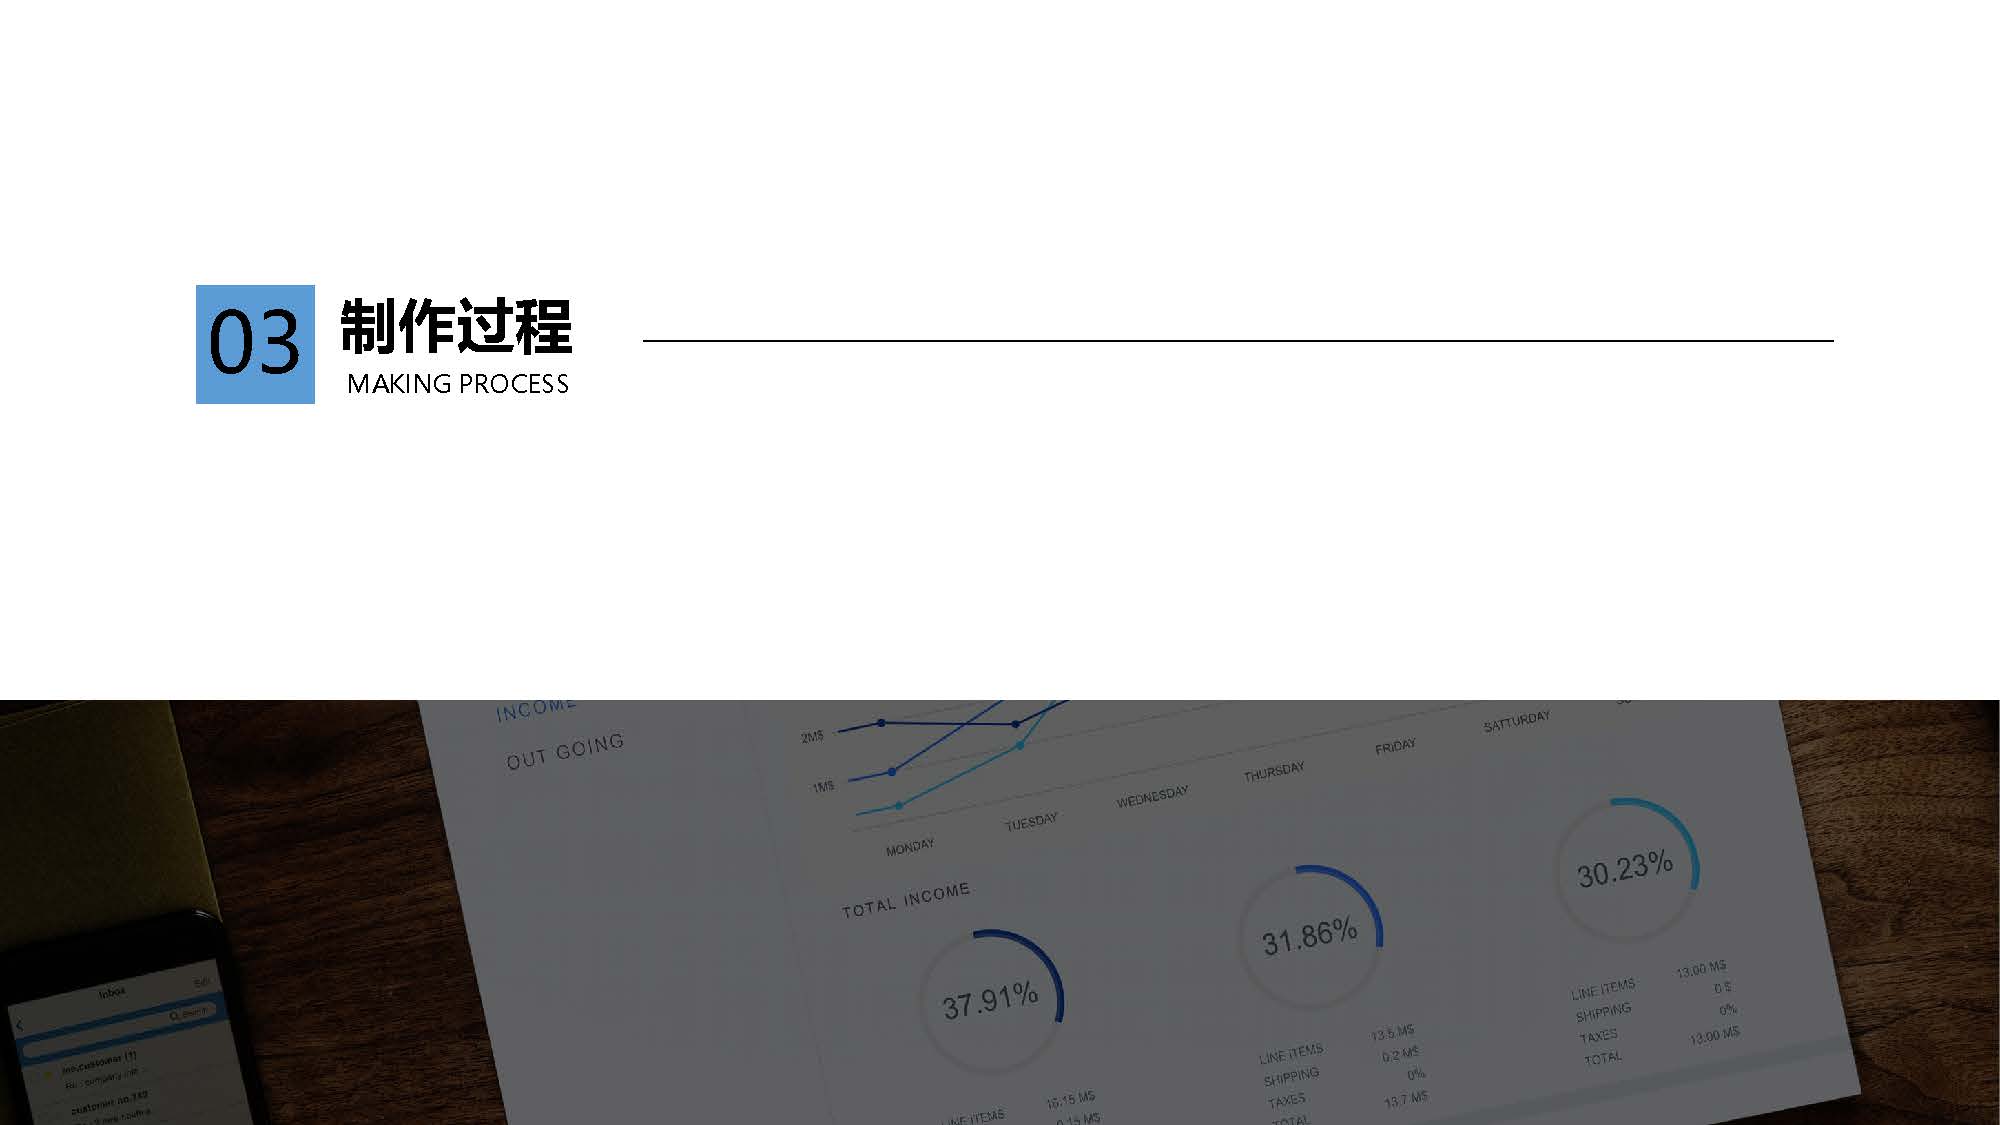 03
制作过程
MAKING PROCESS
INCOME
OUT GOING
2M$
1M$
MONDAY
TUESDAY
WEDNESDAY
THURSDAY
FRIDAY
SATTURDAY
TOTAL INCOME
37.91%
31.86%
30.23%
LINE ITEMS 16.15 M$
0.15 M$
LINE ITEMS 13.5 M$
SHIPPING 0.2 M$
TAXES 0%
TOTAL 13.7 M$
LINE ITEMS 13.00 M$
SHIPPING 0 $
TAXES 0%
TOTAL 13.00 M$
Inbox
Edit
Search
customer no.